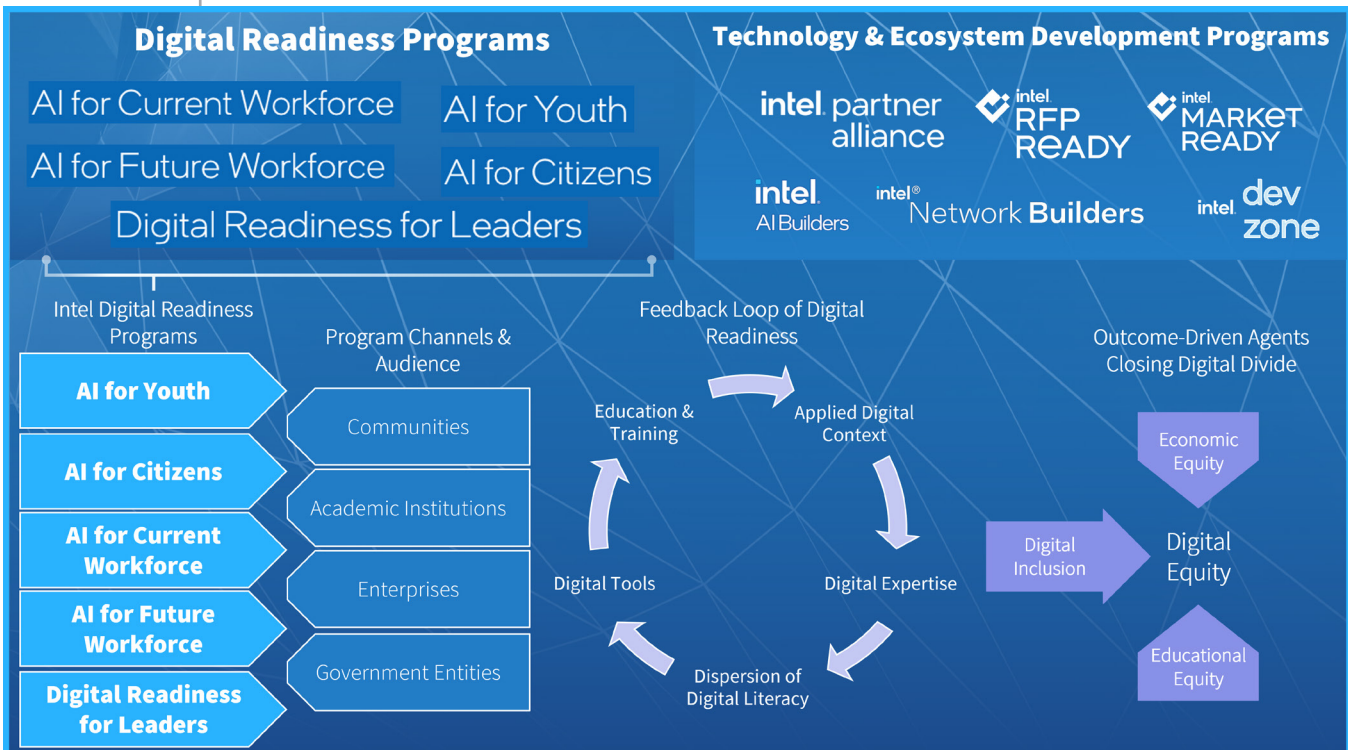 Digital Readiness Programs
AI for Current Workforce
AI for Youth
AI for Future Workforce
AI for Citizens
Digital Readiness for Leaders
Technology & Ecosystem Development Programs
intel. partner
alliance
intel.
RFP
READY
intel.
MARKET
READY
intel.
AI Builders
intel®
Network Builders
intel. dev
zone
Intel Digital Readiness
Programs
AI for Youth
AI for Citizens
AI for Current
Workforce
AI for Future
Workforce
Digital Readiness
for Leaders
Program Channels &
Audience
Communities
Academic Institutions
Enterprises
Government Entities
Feedback Loop of Digital
Readiness
Education &
Training
Applied Digital
Context
Digital Expertise
Dispersion of
Digital Literacy
Digital Tools
Outcome-Driven Agents
Closing Digital Divide
Economic
Equity
Digital
Inclusion
Digital
Equity
Educational
Equity